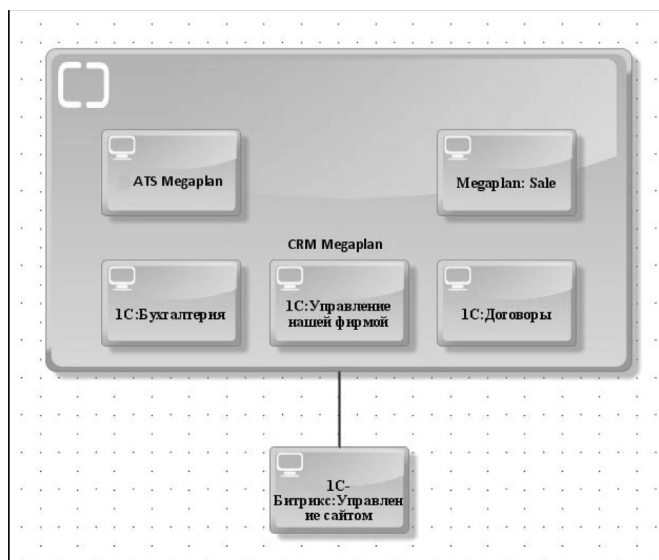 ATS Megaplan
Megaplan: Sale
CRM Megaplan
1С:Бухгалтерия
1С:Управление
нашей фирмой
1С:Договоры
1С-
Битрикс:Управлен
ие сайтом